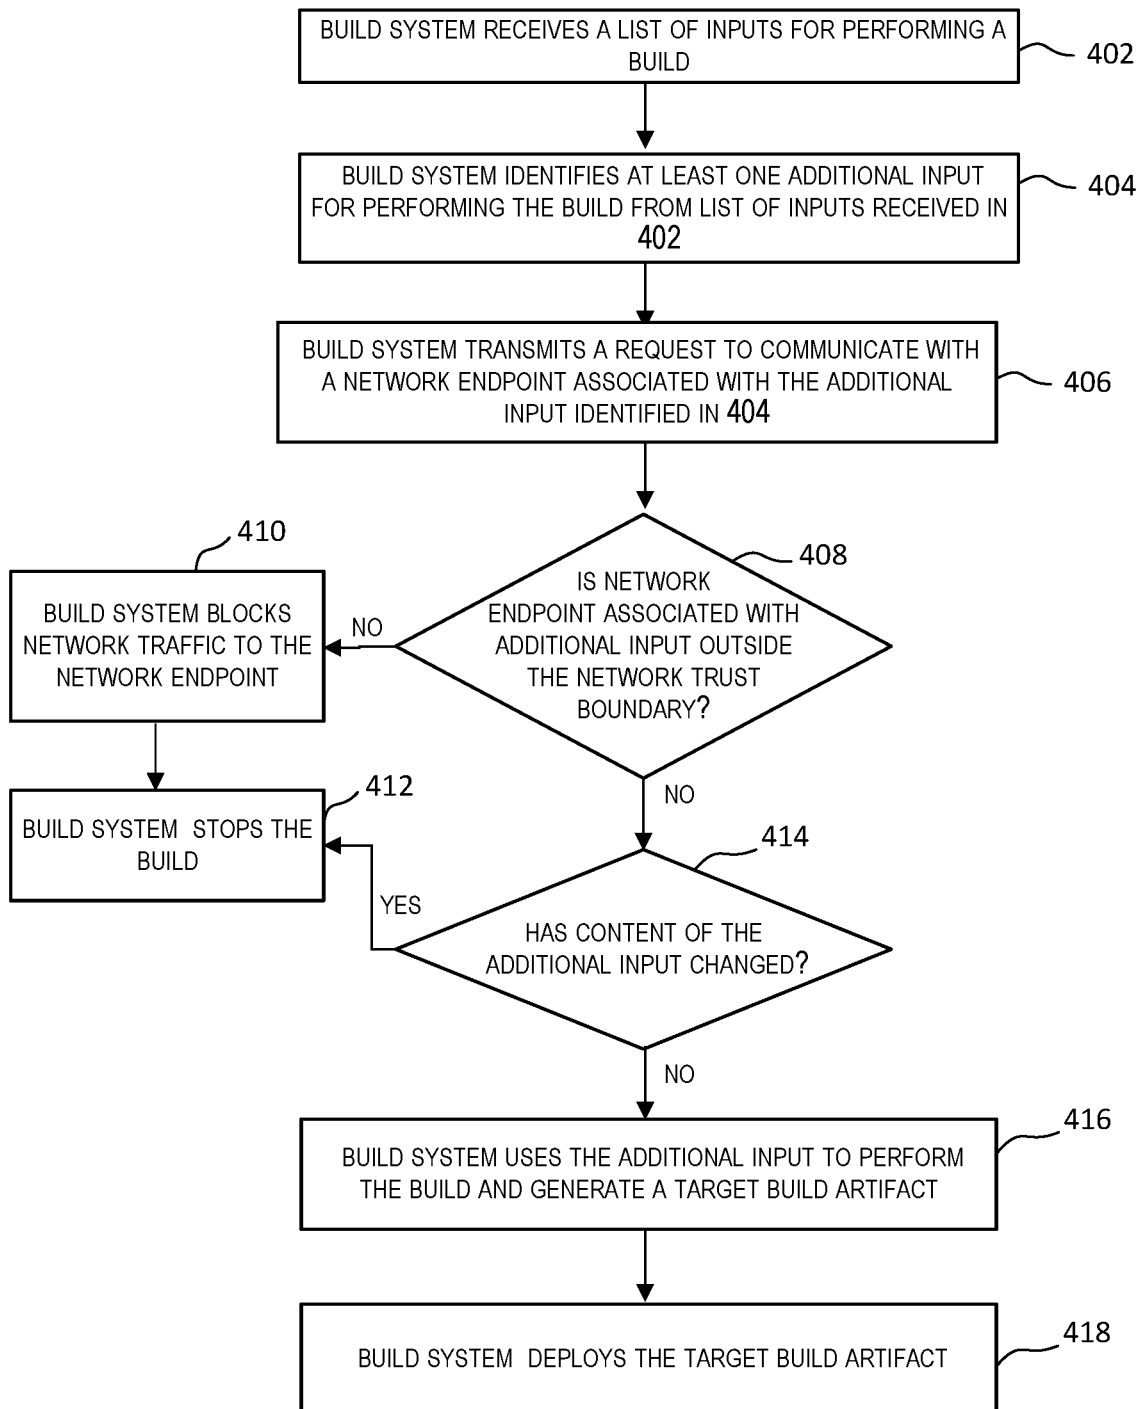 BUILD SYSTEM RECEIVES A LIST OF INPUTS FOR PERFORMING A
BUILD
402
BUILD SYSTEM IDENTIFIES AT LEAST ONE ADDITIONAL INPUT
FOR PERFORMING THE BUILD FROM LIST OF INPUTS RECEIVED IN
402
404
BUILD SYSTEM TRANSMITS A REQUEST TO COMMUNICATE WITH
A NETWORK ENDPOINT ASSOCIATED WITH THE ADDITIONAL
INPUT IDENTIFIED IN 404
406
408
IS NETWORK
ENDPOINT ASSOCIATED WITH
ADDITIONAL INPUT OUTSIDE
THE NETWORK TRUST
BOUNDARY?
NO
410
BUILD SYSTEM BLOCKS
NETWORK TRAFFIC TO THE
NETWORK ENDPOINT
412
BUILD SYSTEM STOPS THE
BUILD
NO
414
HAS CONTENT OF THE
ADDITIONAL INPUT CHANGED?
YES
NO
416
BUILD SYSTEM USES THE ADDITIONAL INPUT TO PERFORM
THE BUILD AND GENERATE A TARGET BUILD ARTIFACT
418
BUILD SYSTEM DEPLOYS THE TARGET BUILD ARTIFACT